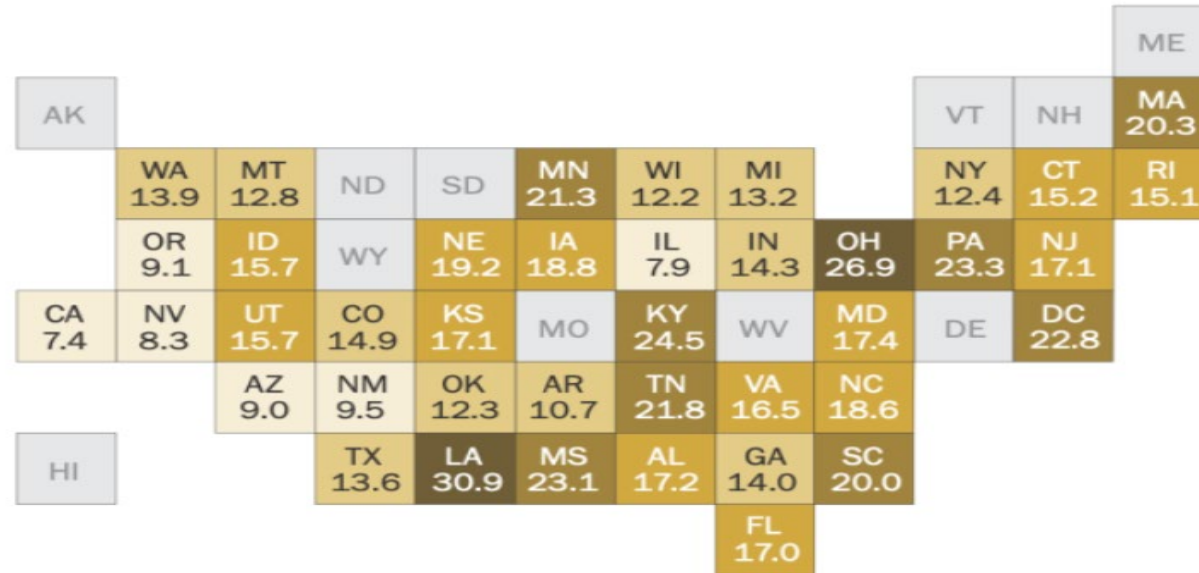 ME
AK VT NH MA
20.3
WA MT ND SD MN WI MI NY CT RI
13.9 12.8 21.3 12.2 13.2 12.4 15.2 15.1
OR ID WY NE IA IL IN OH PA NJ
9.1 15.7 19.2 18.8 7.9 14.3 26.9 23.3 17.1
CA NV UT CO KS MO KY WV MD DE DC
7.4 8.3 15.7 14.9 17.1 24.5 17.4 22.8
AZ NM OK AR TN VA NC
9.0 9.5 12.3 10.7 21.8 16.5 18.6
HI TX LA MS AL GA SC
13.6 30.9 23.1 17.2 14.0 20.0
FL
17.0